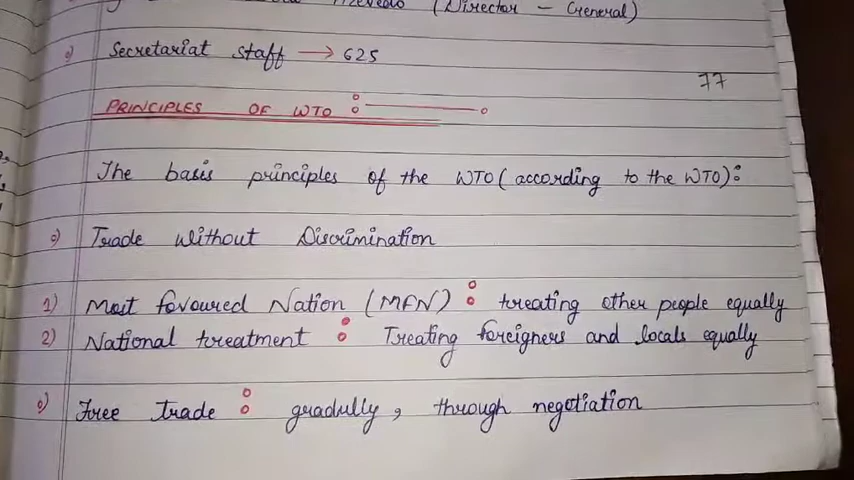 Azevedo (Director - General)
Secretariat staff → 625
77
PRINCIPLES OF WTO :
The basis principles of the WTO (according to the WTO):
Trade without Discrimination
1) Most favoured Nation (MFN) : treating other people equally
2) National treatment : Treating foreigners and locals equally
Free trade : gradully, through negotiation